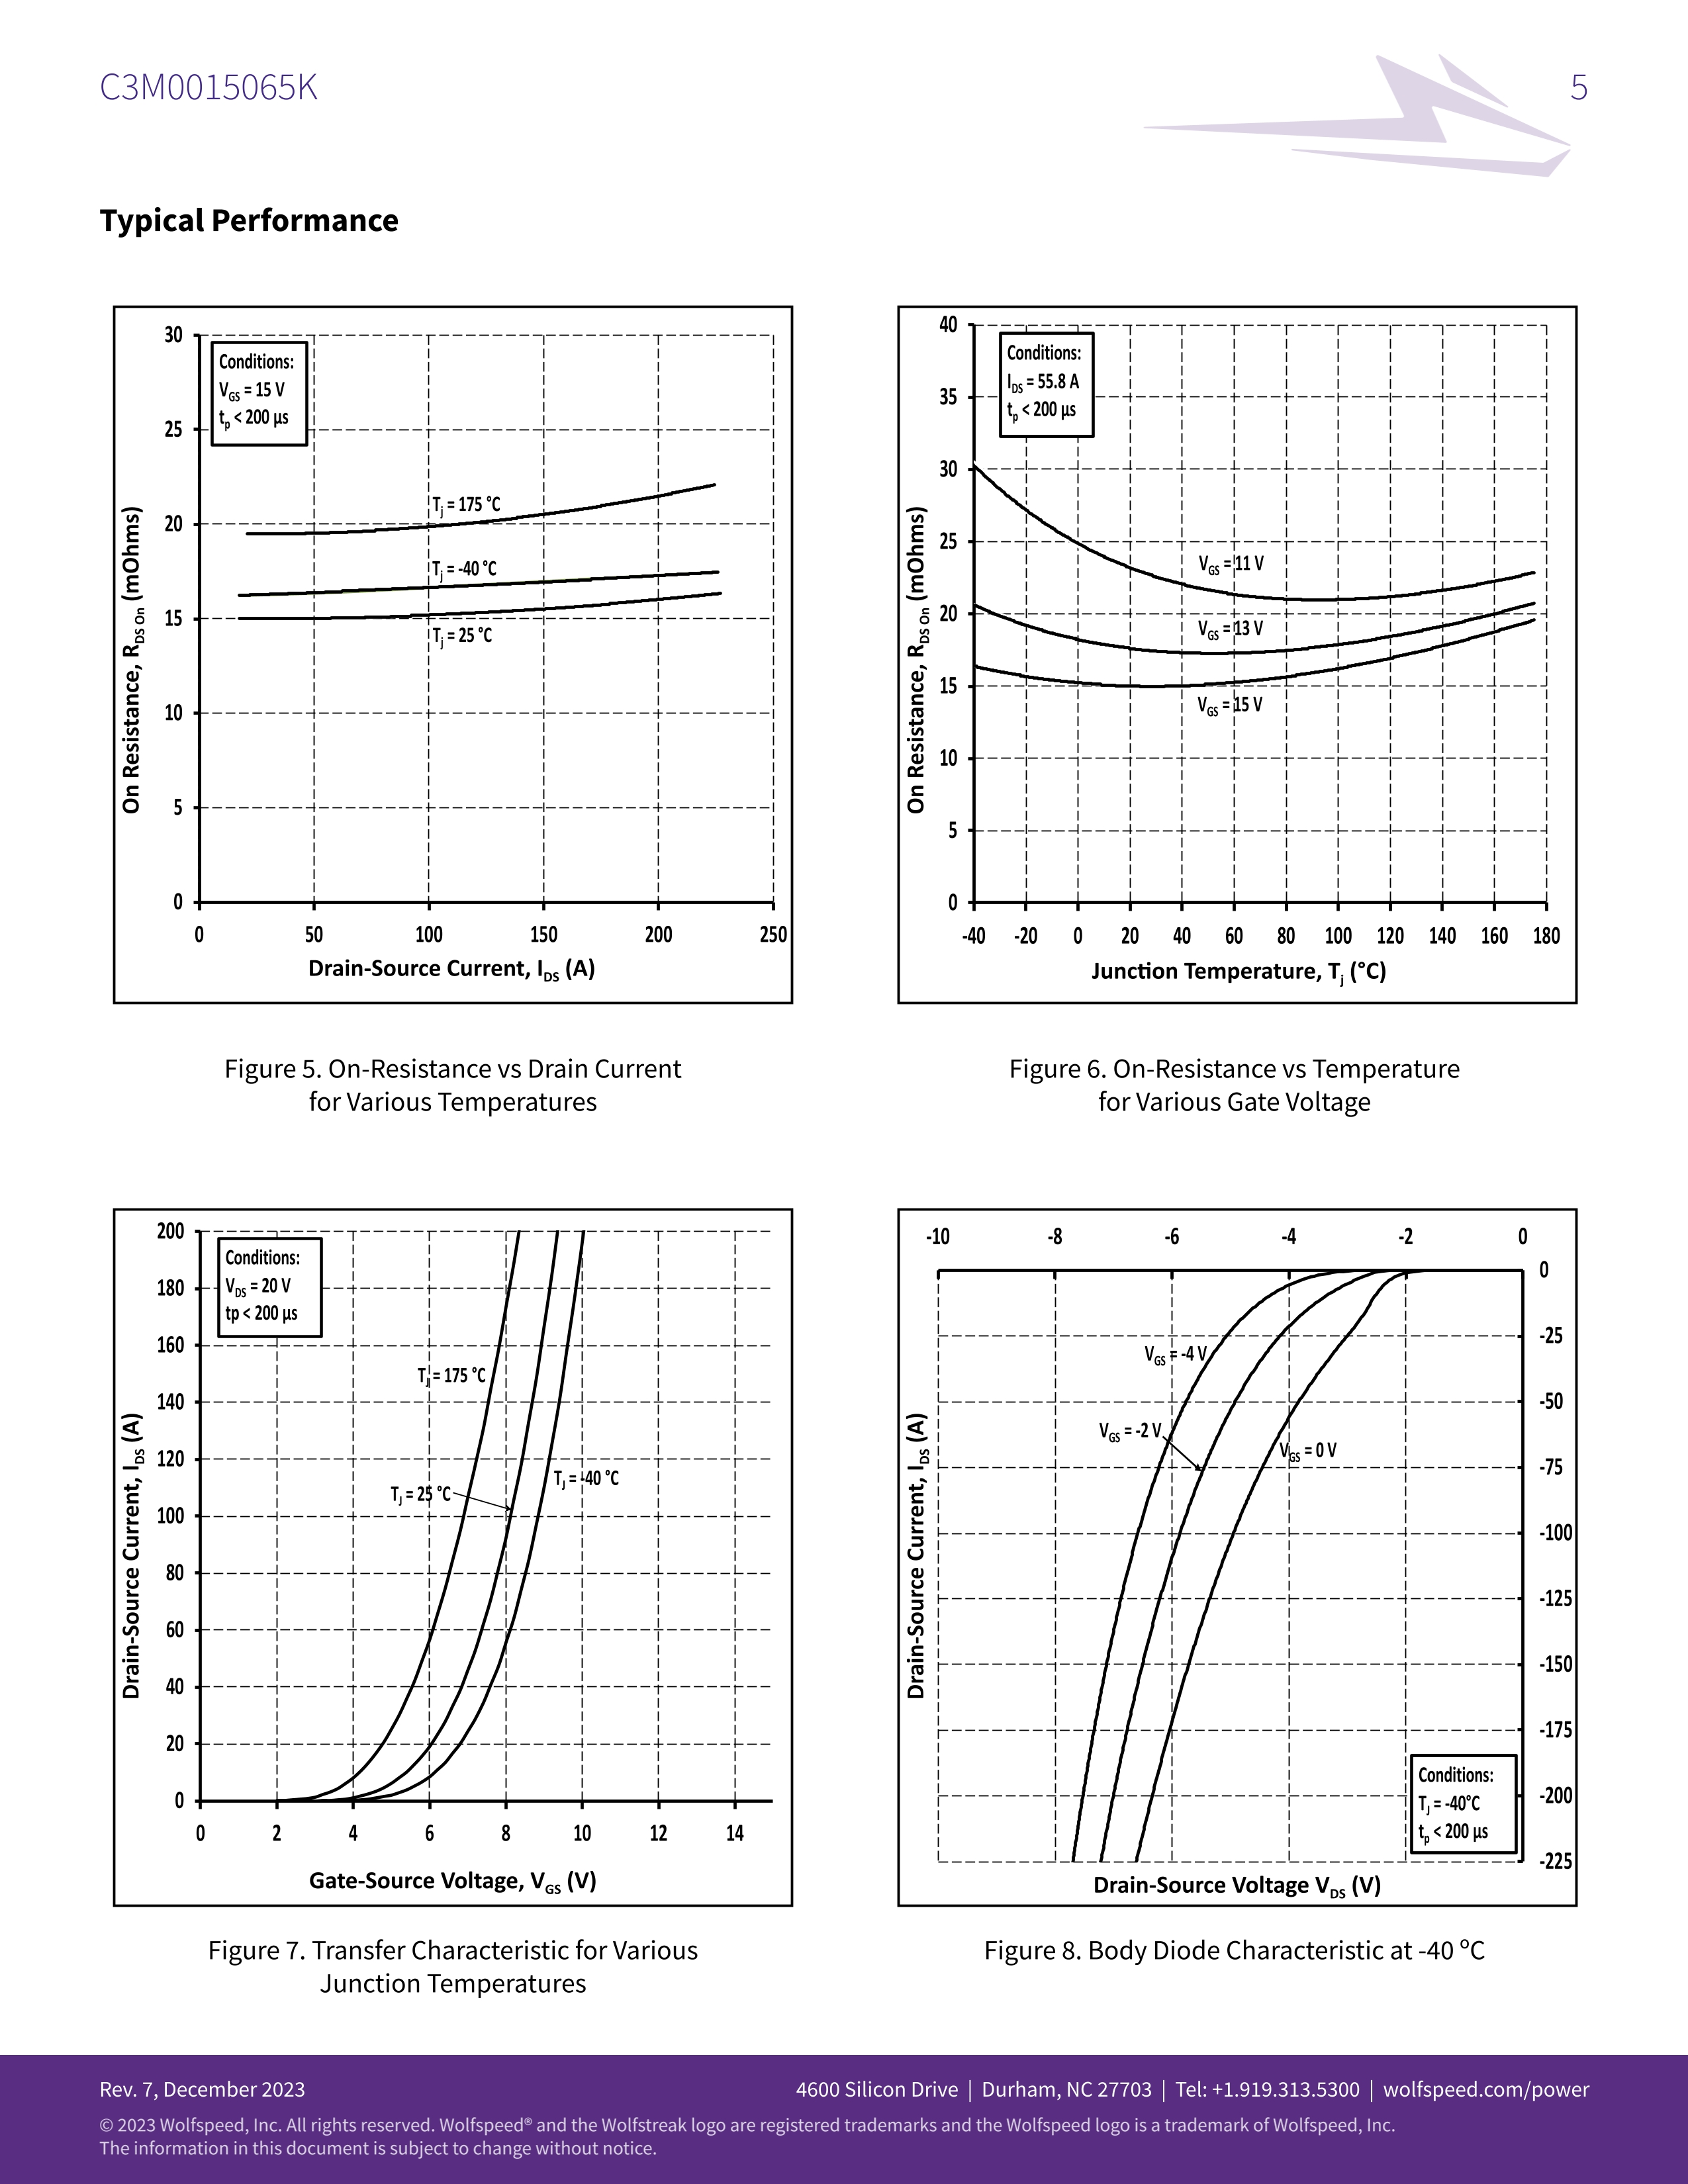 C3M0015065K
5
Typical Performance
30
25
20
15
10
5
0
0 50 100 150 200 250
On Resistance, RDS On (mOhms)
Drain-Source Current, IDS (A)
Conditions:
VGS = 15 V
tp < 200 µs
Tj = 175 °C
Tj = -40 °C
Tj = 25 °C
Figure 5. On-Resistance vs Drain Current
for Various Temperatures
40
35
30
25
20
15
10
5
0
-40 -20 0 20 40 60 80 100 120 140 160 180
On Resistance, RDS On (mOhms)
Junction Temperature, Tj (°C)
Conditions:
IDS = 55.8 A
tp < 200 µs
VGS = 11 V
VGS = 13 V
VGS = 15 V
Figure 6. On-Resistance vs Temperature
for Various Gate Voltage
200
180
160
140
120
100
80
60
40
20
0
0 2 4 6 8 10 12 14
Drain-Source Current, IDS (A)
Gate-Source Voltage, VGS (V)
Conditions:
VDS = 20 V
tp < 200 µs
TJ = 175 °C
TJ = 25 °C
TJ = -40 °C
Figure 7. Transfer Characteristic for Various
Junction Temperatures
-10 -8 -6 -4 -2 0
0
-25
-50
-75
-100
-125
-150
-175
-200
-225
Drain-Source Current, IDS (A)
Drain-Source Voltage VDS (V)
VGS = -4 V
VGS = -2 V
VGS = 0 V
Conditions:
TJ = -40°C
tp < 200 µs
Figure 8. Body Diode Characteristic at -40 ºC
Rev. 7, December 2023
4600 Silicon Drive | Durham, NC 27703 | Tel: +1.919.313.5300 | wolfspeed.com/power
© 2023 Wolfspeed, Inc. All rights reserved. Wolfspeed® and the Wolfstreak logo are registered trademarks and the Wolfspeed logo is a trademark of Wolfspeed, Inc.
The information in this document is subject to change without notice.